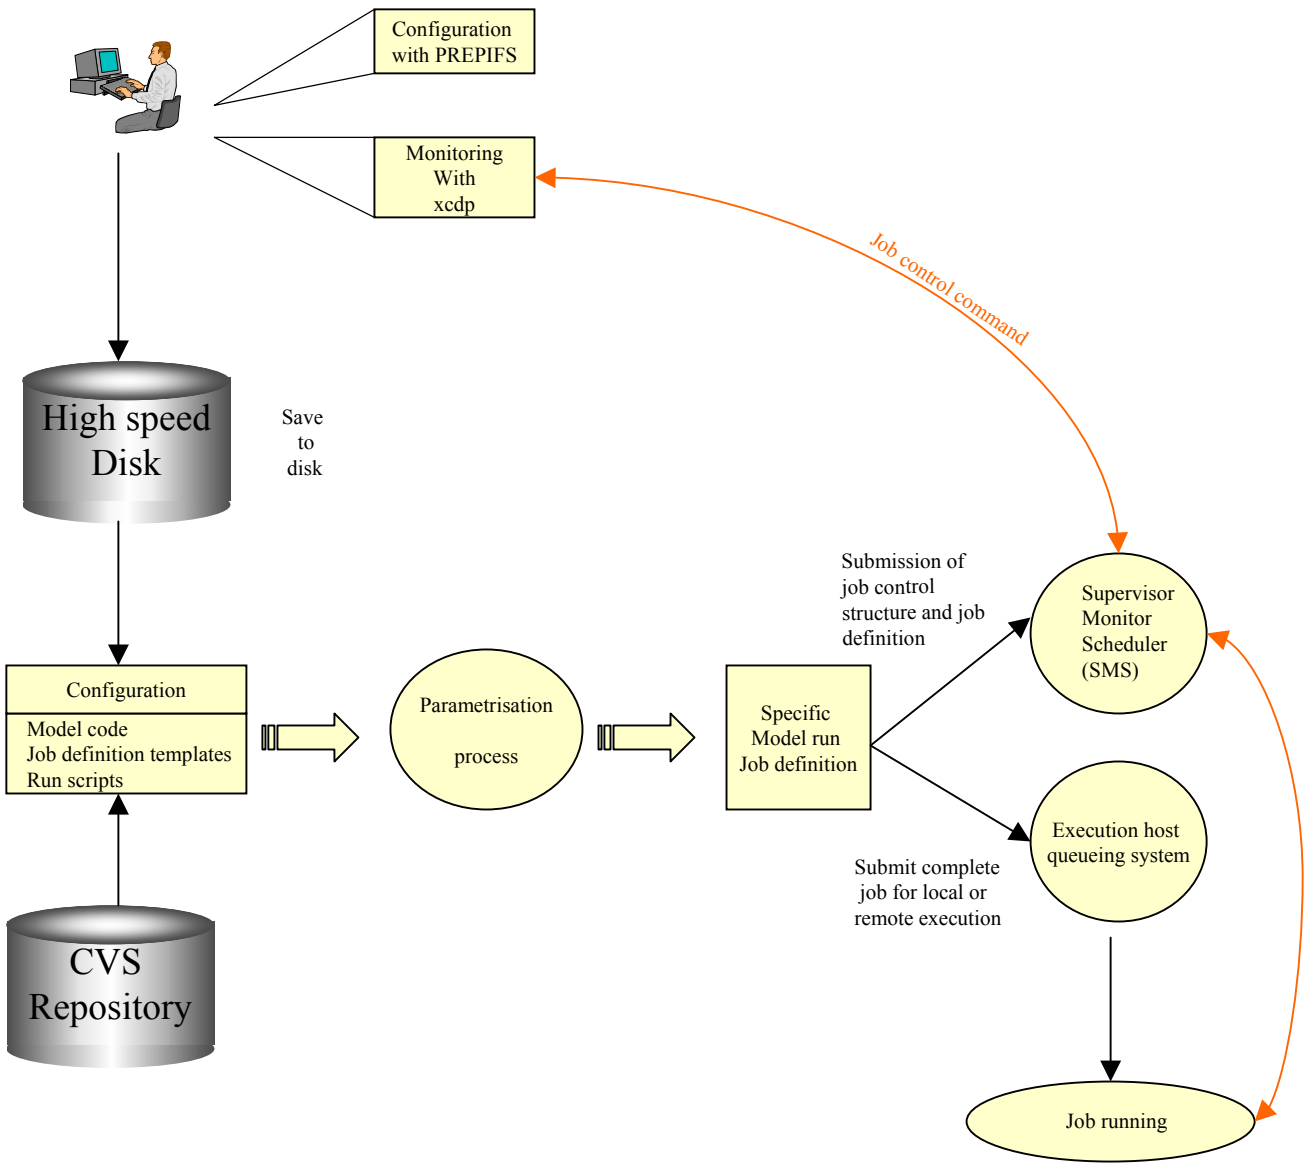 Configuration
with PREPIFS
Monitoring
With
xcdp
Job control command
High speed
Disk
Save
to
disk
Submission of
job control
structure and job
definition
Supervisor
Monitor
Scheduler
(SMS)
Configuration
Model code
Job definition templates
Run scripts
Parametrisation
process
Specific
Model run
Job definition
Execution host
queueing system
Submit complete
job for local or
remote execution
CVS
Repository
Job running